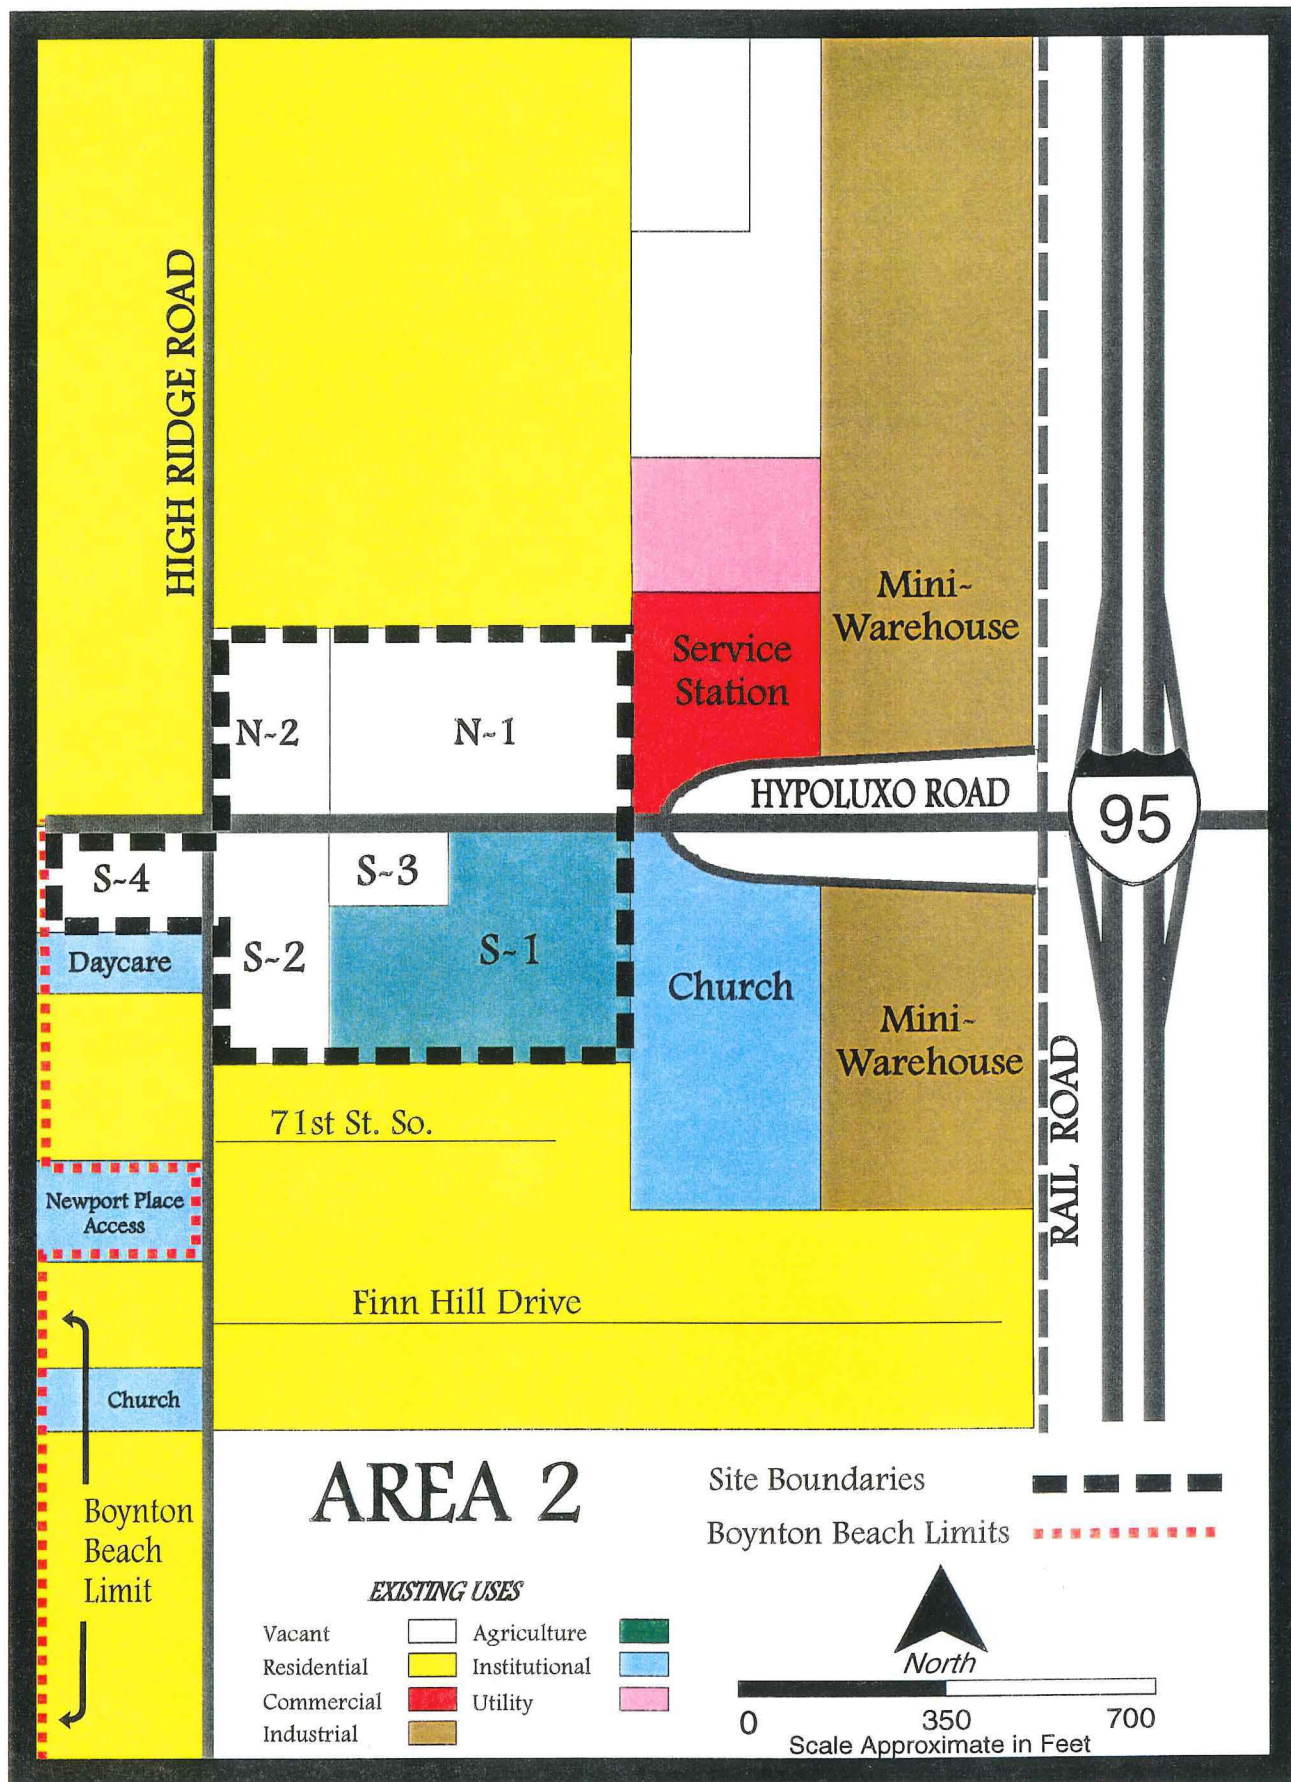 HIGH RIDGE ROAD
Mini-
Warehouse
Service
Station
N~2
N~1
HYPOLUXO ROAD
95
S~4
S~3
S~2
S~1
Daycare
Church
Mini-
Warehouse
RAIL ROAD
71st St. So.
Newport Place
Access
Finn Hill Drive
Church
Boynton
Beach
Limit
AREA 2
Site Boundaries
Boynton Beach Limits
EXISTING USES
Vacant
Agriculture
Residential
Institutional
Commercial
Utility
Industrial
North
0 350 700
Scale Approximate in Feet